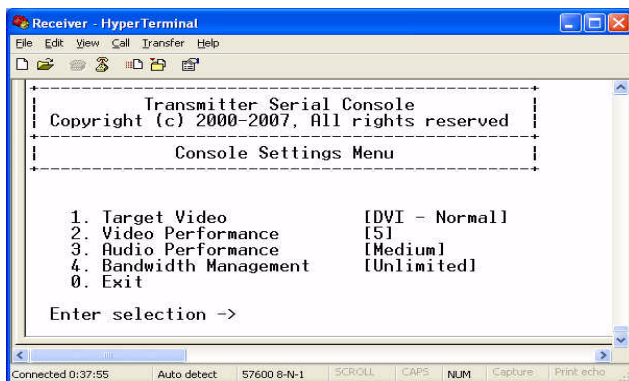 Receiver - HyperTerminal
File Edit View Call Transfer Help
Transmitter Serial Console
Copyright (c) 2000-2007, All rights reserved
Console Settings Menu
1. Target Video [DVI - Normal]
2. Video Performance [5]
3. Audio Performance [Medium]
4. Bandwidth Management [Unlimited]
0. Exit
Enter selection ->
Connected 0:37:55 Auto detect 57600 8-N-1 SCROLL CAPS NUM Capture Print echo